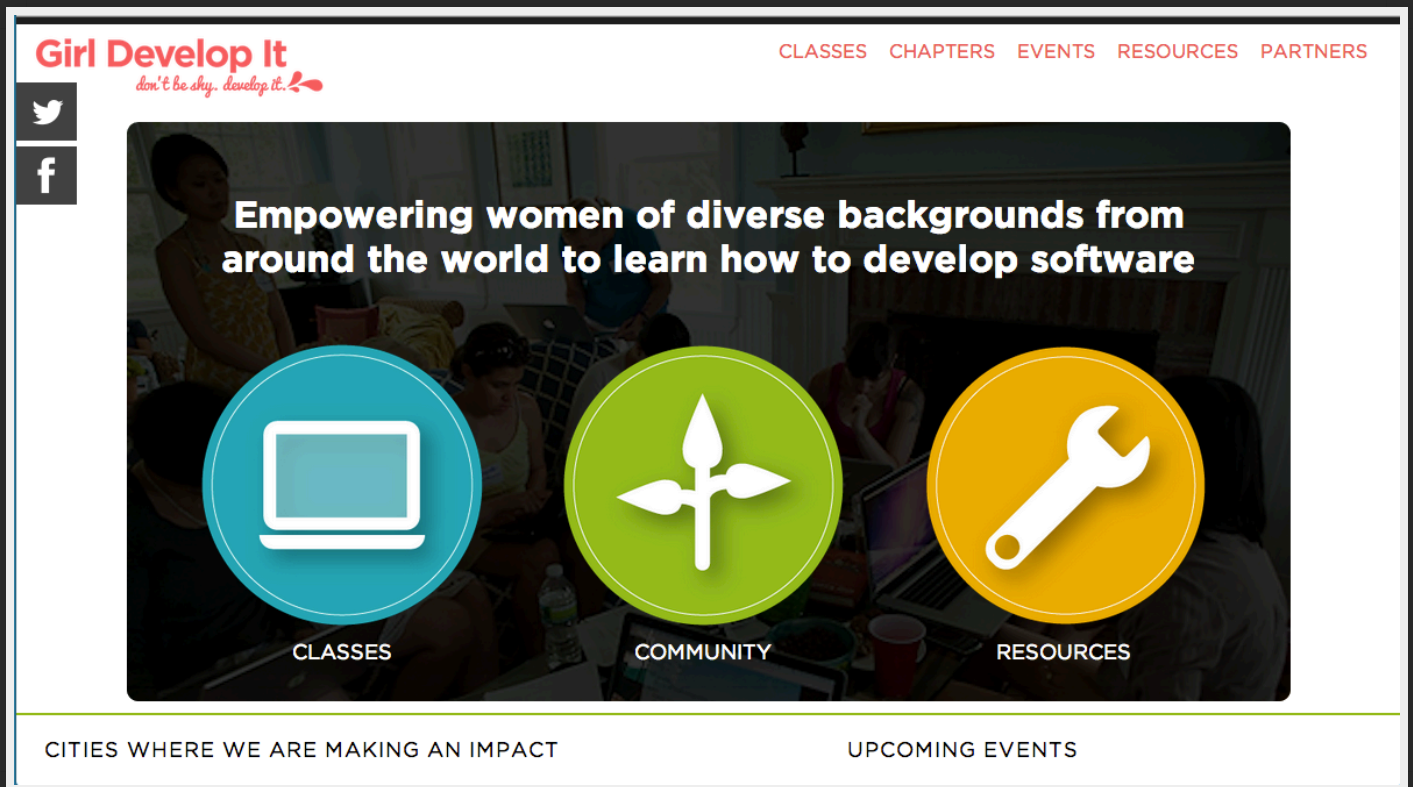 Girl Develop It
don't be shy. develop it.
CLASSES CHAPTERS EVENTS RESOURCES PARTNERS
Empowering women of diverse backgrounds from
around the world to learn how to develop software
CLASSES COMMUNITY RESOURCES
CITIES WHERE WE ARE MAKING AN IMPACT
UPCOMING EVENTS